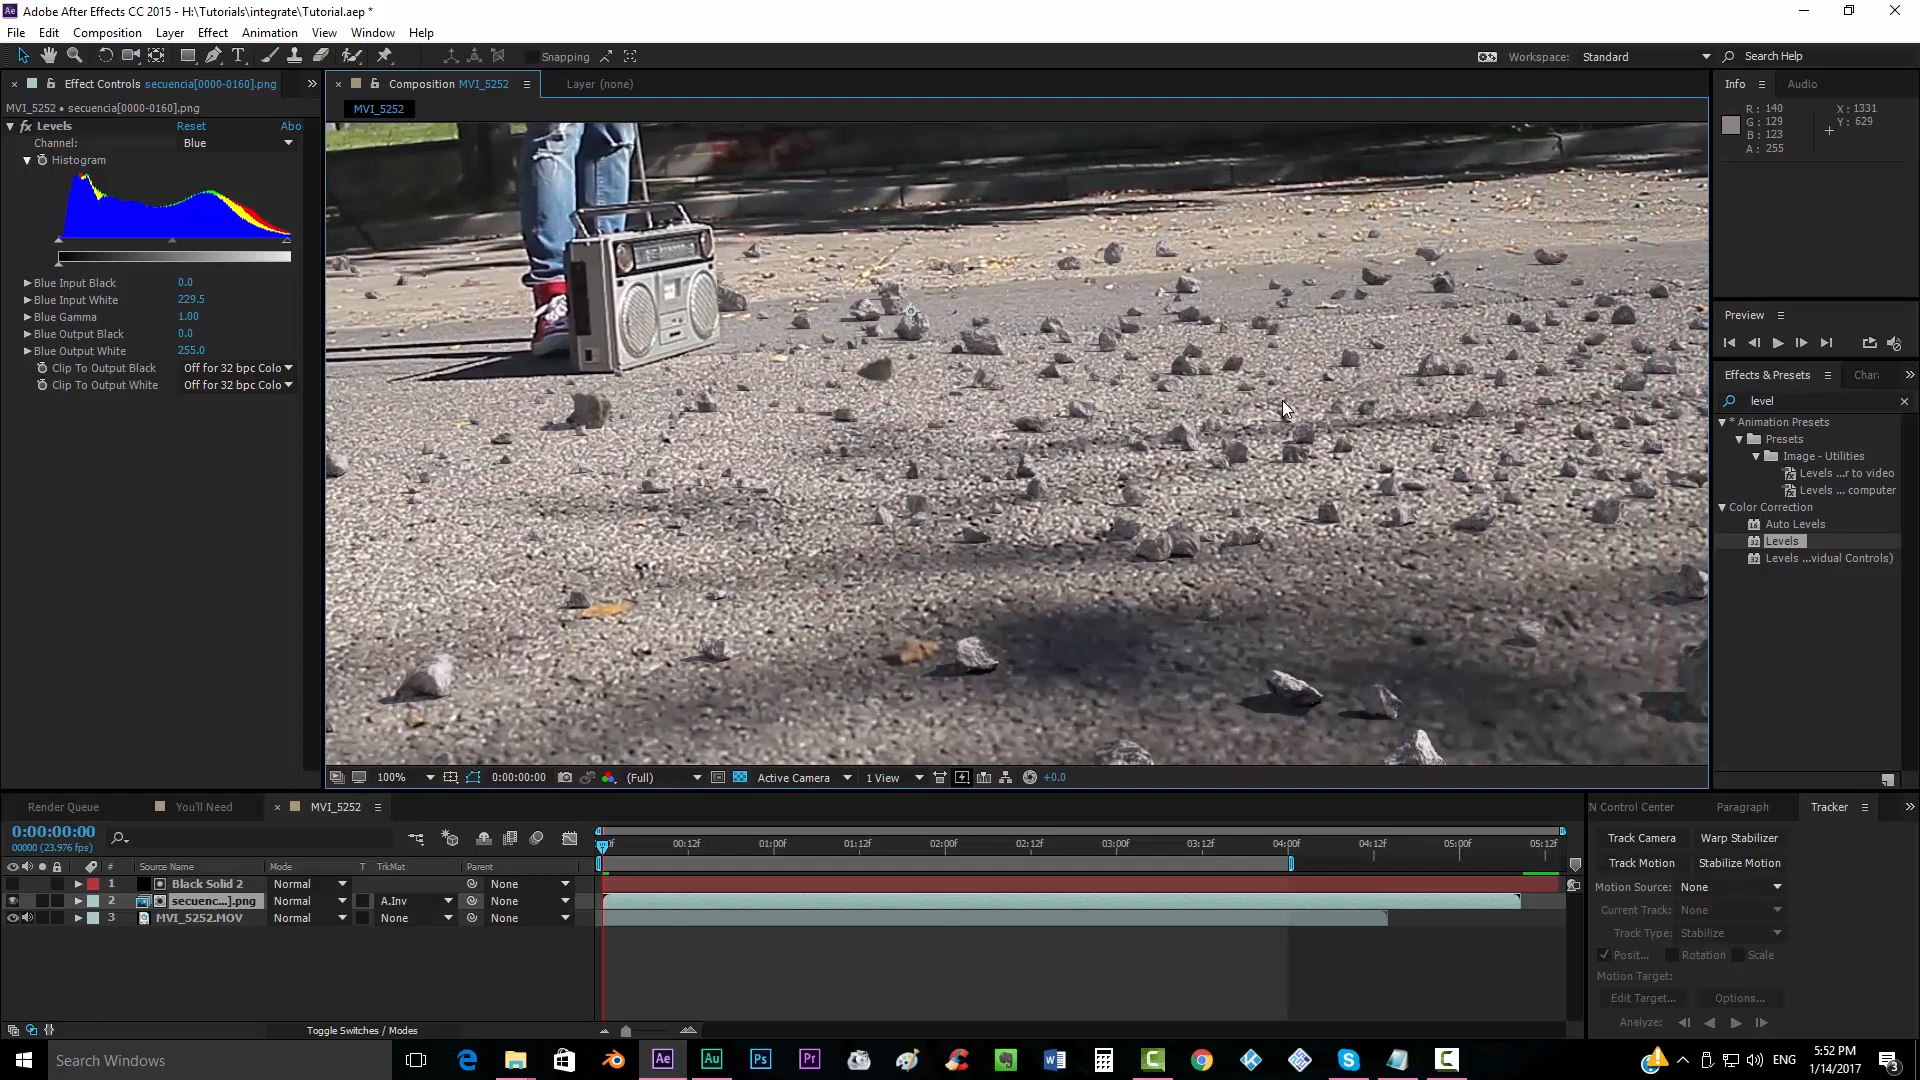 Adobe After Effects CC 2015 - H:\Tutorials\integrate\Tutorial.aep *
File Edit Composition Layer Effect Animation View Window Help
Snapping
Workspace: Standard
Search Help
Effect Controls secuencia[0000-0160].png
MVI_5252 • secuencia[0000-0160].png
fx Levels Reset Abo
Channel: Blue
Histogram
Blue Input Black 0.0
Blue Input White 229.5
Blue Gamma 1.00
Blue Output Black 0.0
Blue Output White 255.0
Clip To Output Black Off for 32 bpc Colo
Clip To Output White Off for 32 bpc Colo
Composition MVI_5252
Layer (none)
MVI_5252
100% 0:00:00:00 (Full) Active Camera 1 View +0.0
Info Audio
R: 140 X: 1331
G: 129 Y: 629
B: 123
A: 255
Preview
Effects & Presets Chara
level
* Animation Presets
Presets
Image - Utilities
Levels ...r to video
Levels ... computer
Color Correction
Auto Levels
Levels
Levels ...vidual Controls)
Render Queue You'll Need MVI_5252
0:00:00:00
00000 (23.976 fps)
# Source Name Mode T TrkMat Parent
1 Black Solid 2 Normal None
2 secuenc...].png Normal A.Inv None
3 MVI_5252.MOV Normal None None
00:12f 01:00f 01:12f 02:00f 02:12f 03:00f 03:12f 04:00f 04:12f 05:00f 05:12f
Toggle Switches / Modes
Control Center Paragraph Tracker
Track Camera Warp Stabilizer
Track Motion Stabilize Motion
Motion Source: None
Current Track: None
Track Type: Stabilize
Posit... Rotation Scale
Motion Target:
Edit Target... Options...
Analyze:
Search Windows
Ae Au Ps Pr
ENG
5:52 PM
1/14/2017
3